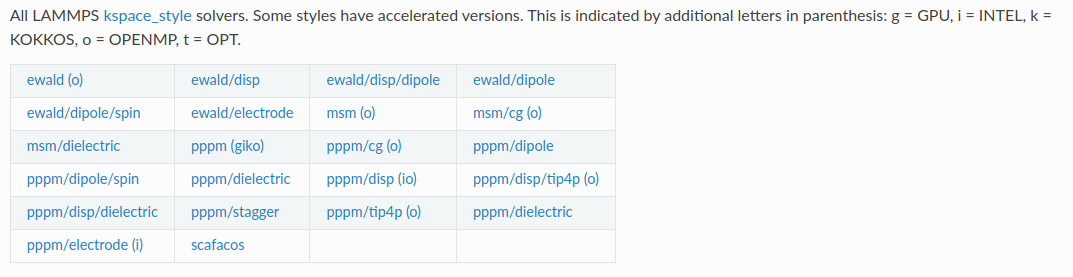 All LAMMPS kspace_style solvers. Some styles have accelerated versions. This is indicated by additional letters in parenthesis: g = GPU, i = INTEL, k =
KOKKOS, o = OPENMP, t = OPT.
ewald (o) ewald/disp ewald/disp/dipole ewald/dipole
ewald/dipole/spin ewald/electrode msm (o) msm/cg (o)
msm/dielectric pppm (giko) pppm/cg (o) pppm/dipole
pppm/dipole/spin pppm/dielectric pppm/disp (io) pppm/disp/tip4p (o)
pppm/disp/dielectric pppm/stagger pppm/tip4p (o) pppm/dielectric
pppm/electrode (i) scafacos